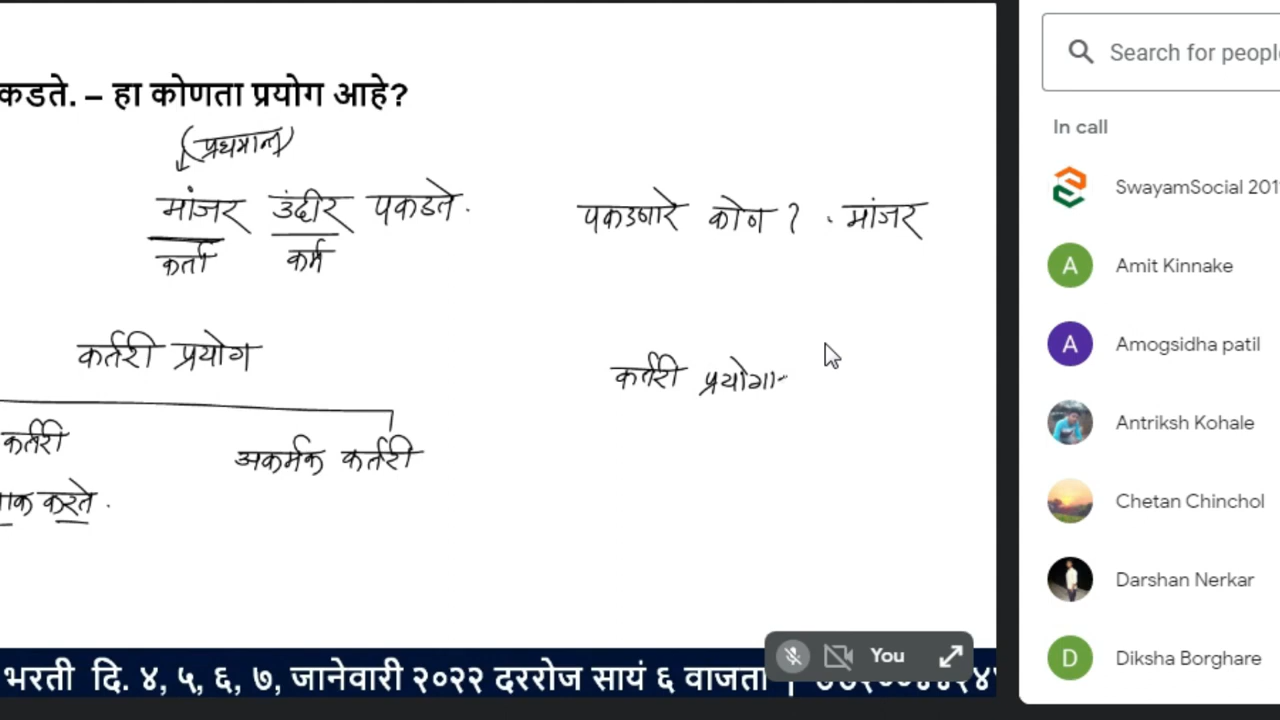 कडते. – हा कोणता प्रयोग आहे?
मांजर उंदीर पकडते.
कर्ता कर्म
पकडणारे कोण ? . मांजर
कर्तरी प्रयोग
कर्तरी प्रयोग
कर्तरी
अकर्मक कर्तरी
करते.
भरती दि. ४, ५, ६, ७, जानेवारी २०२२ दररोज सायं ६ वाजता |
You
Search for people
In call
SwayamSocial 201
Amit Kinnake
Amogsidha patil
Antriksh Kohale
Chetan Chinchol
Darshan Nerkar
Diksha Borghare
A
A
D